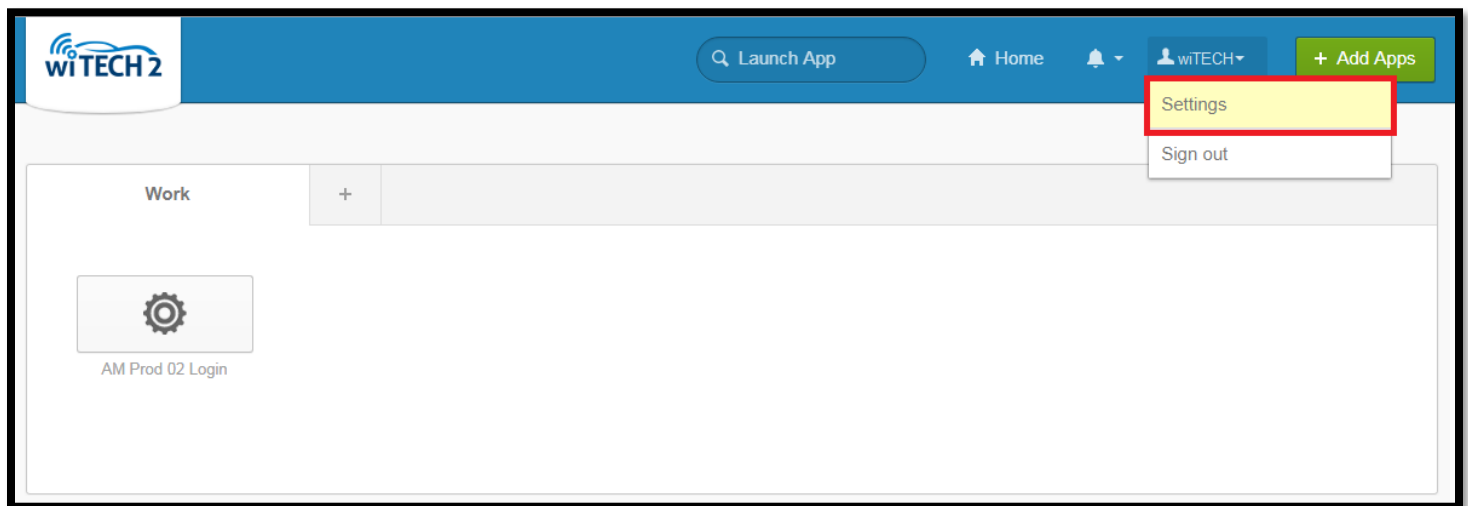 wiTECH 2
Launch App
Home
wiTECH
+ Add Apps
Settings
Sign out
Work
+
AM Prod 02 Login